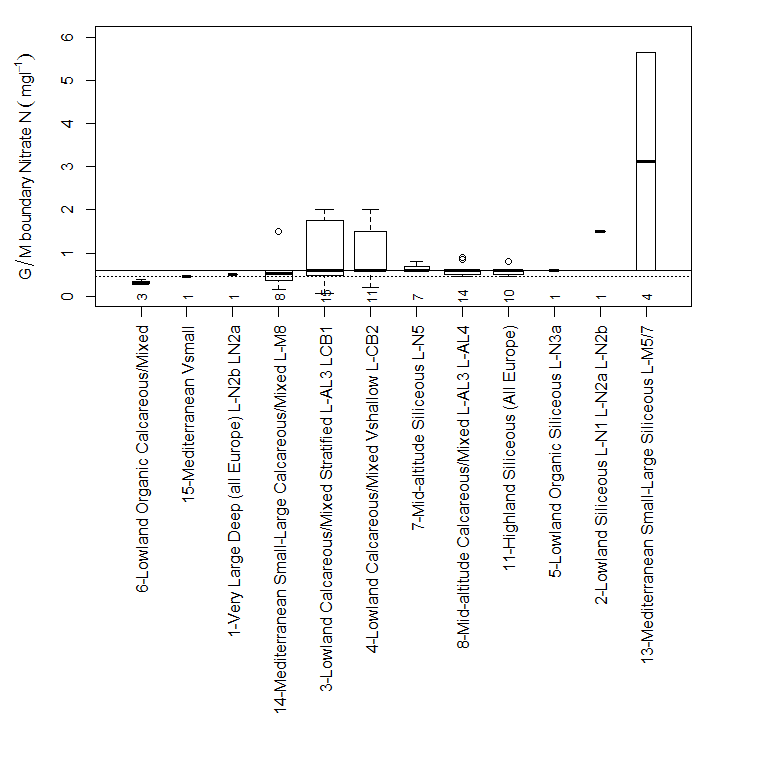 G/M boundary Nitrate N ( mgl⁻¹)
6
5
4
3
2
1
0
3
1
1
8
15
11
7
14
10
1
1
4
6-Lowland Organic Calcareous/Mixed
15-Mediterranean Vsmall
1-Very Large Deep (all Europe) L-N2b LN2a
14-Mediterranean Small-Large Calcareous/Mixed L-M8
3-Lowland Calcareous/Mixed Stratified L-AL3 LCB1
4-Lowland Calcareous/Mixed Vshallow L-CB2
7-Mid-altitude Siliceous L-N5
8-Mid-altitude Calcareous/Mixed L-AL3 L-AL4
11-Highland Siliceous (All Europe)
5-Lowland Organic Siliceous L-N3a
2-Lowland Siliceous L-N1 L-N2a L-N2b
13-Mediterranean Small-Large Siliceous L-M5/7